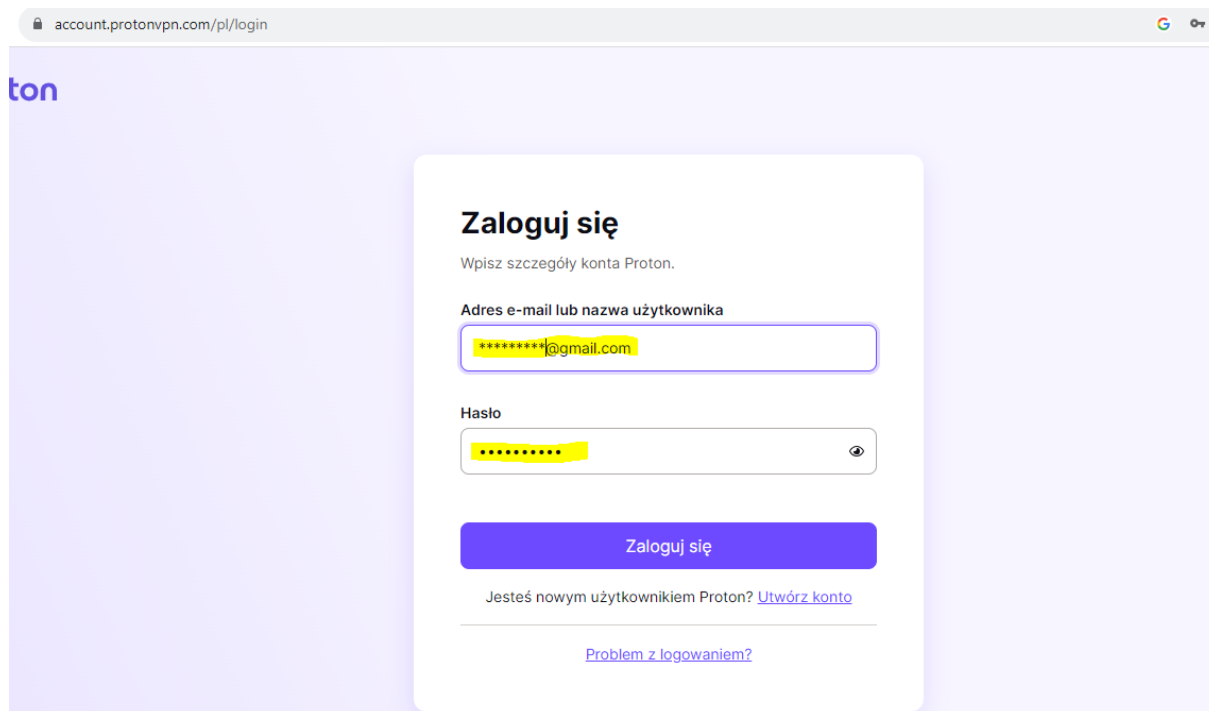 account.protonvpn.com/pl/login
ton
Zaloguj się
Wpisz szczegóły konta Proton.
Adres e-mail lub nazwa użytkownika
*********@gmail.com
Hasło
••••••••••
Zaloguj się
Jesteś nowym użytkownikiem Proton? Utwórz konto
Problem z logowaniem?